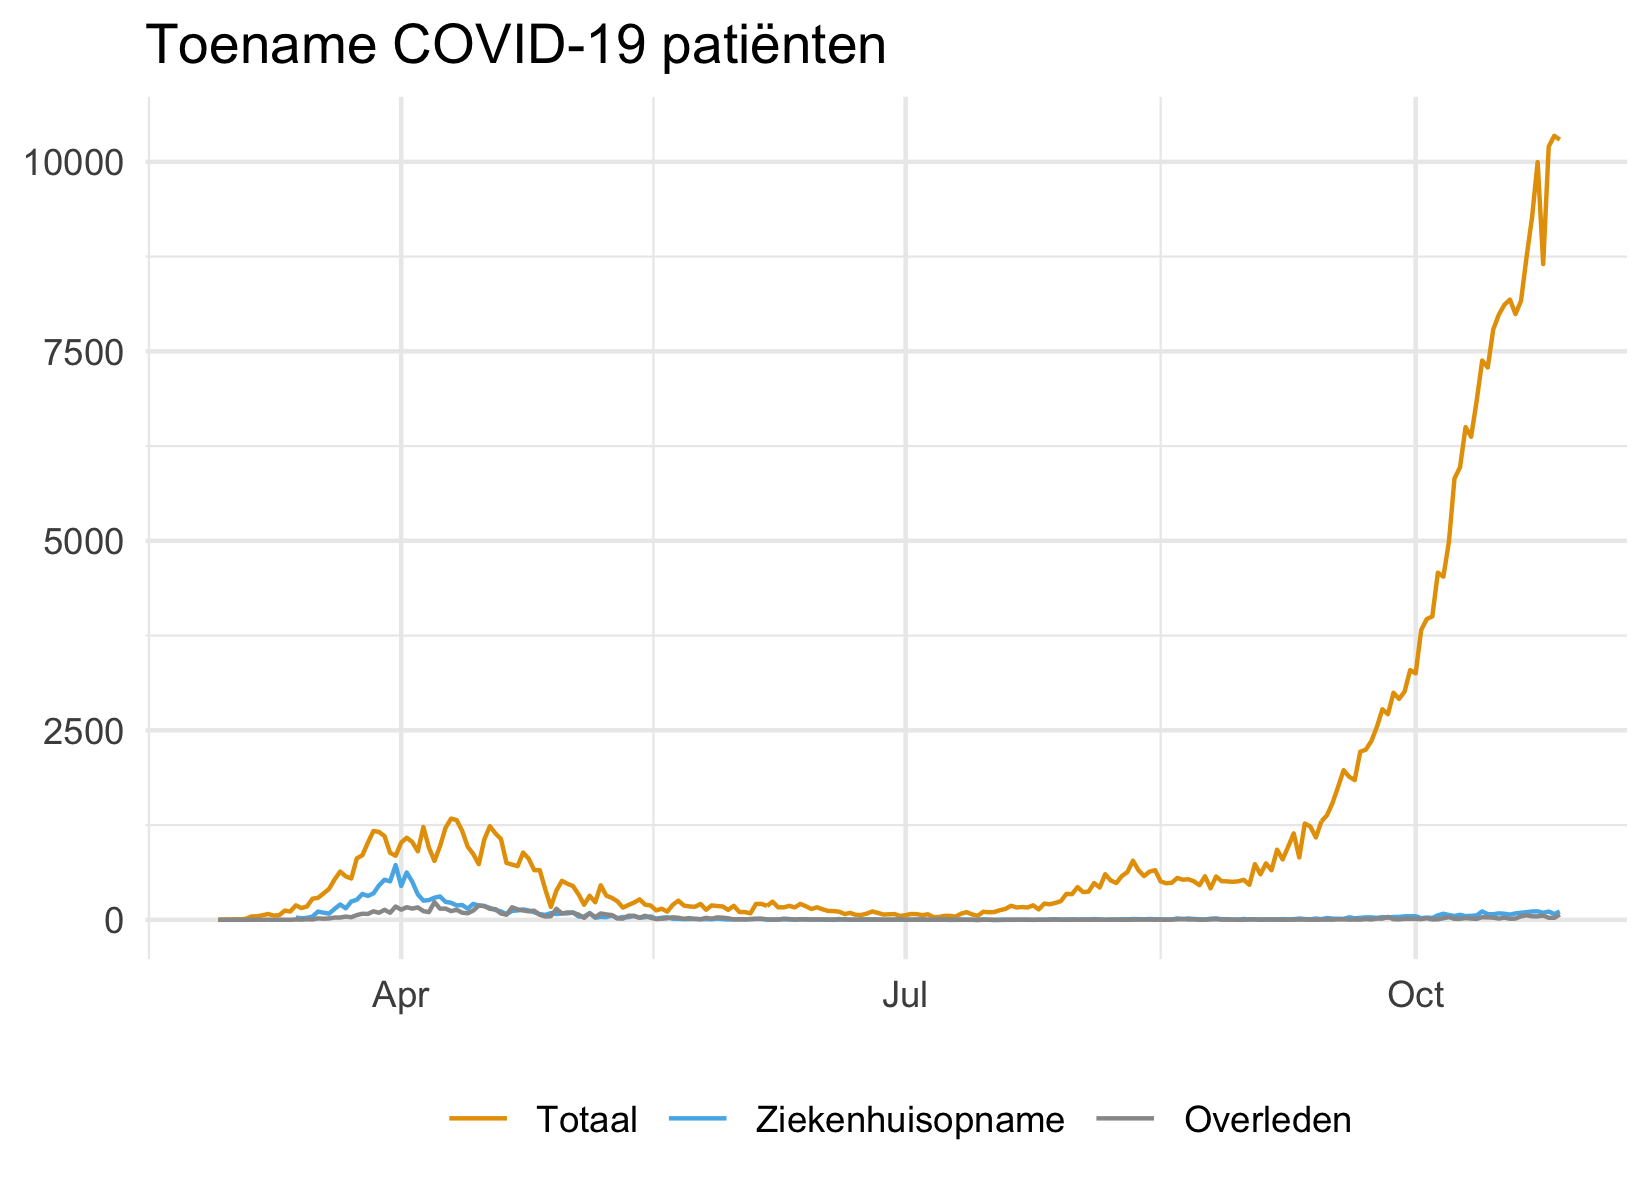 Toename COVID-19 patiënten
10000
7500
5000
2500
0
Apr Jul Oct
Totaal Ziekenhuisopname Overleden